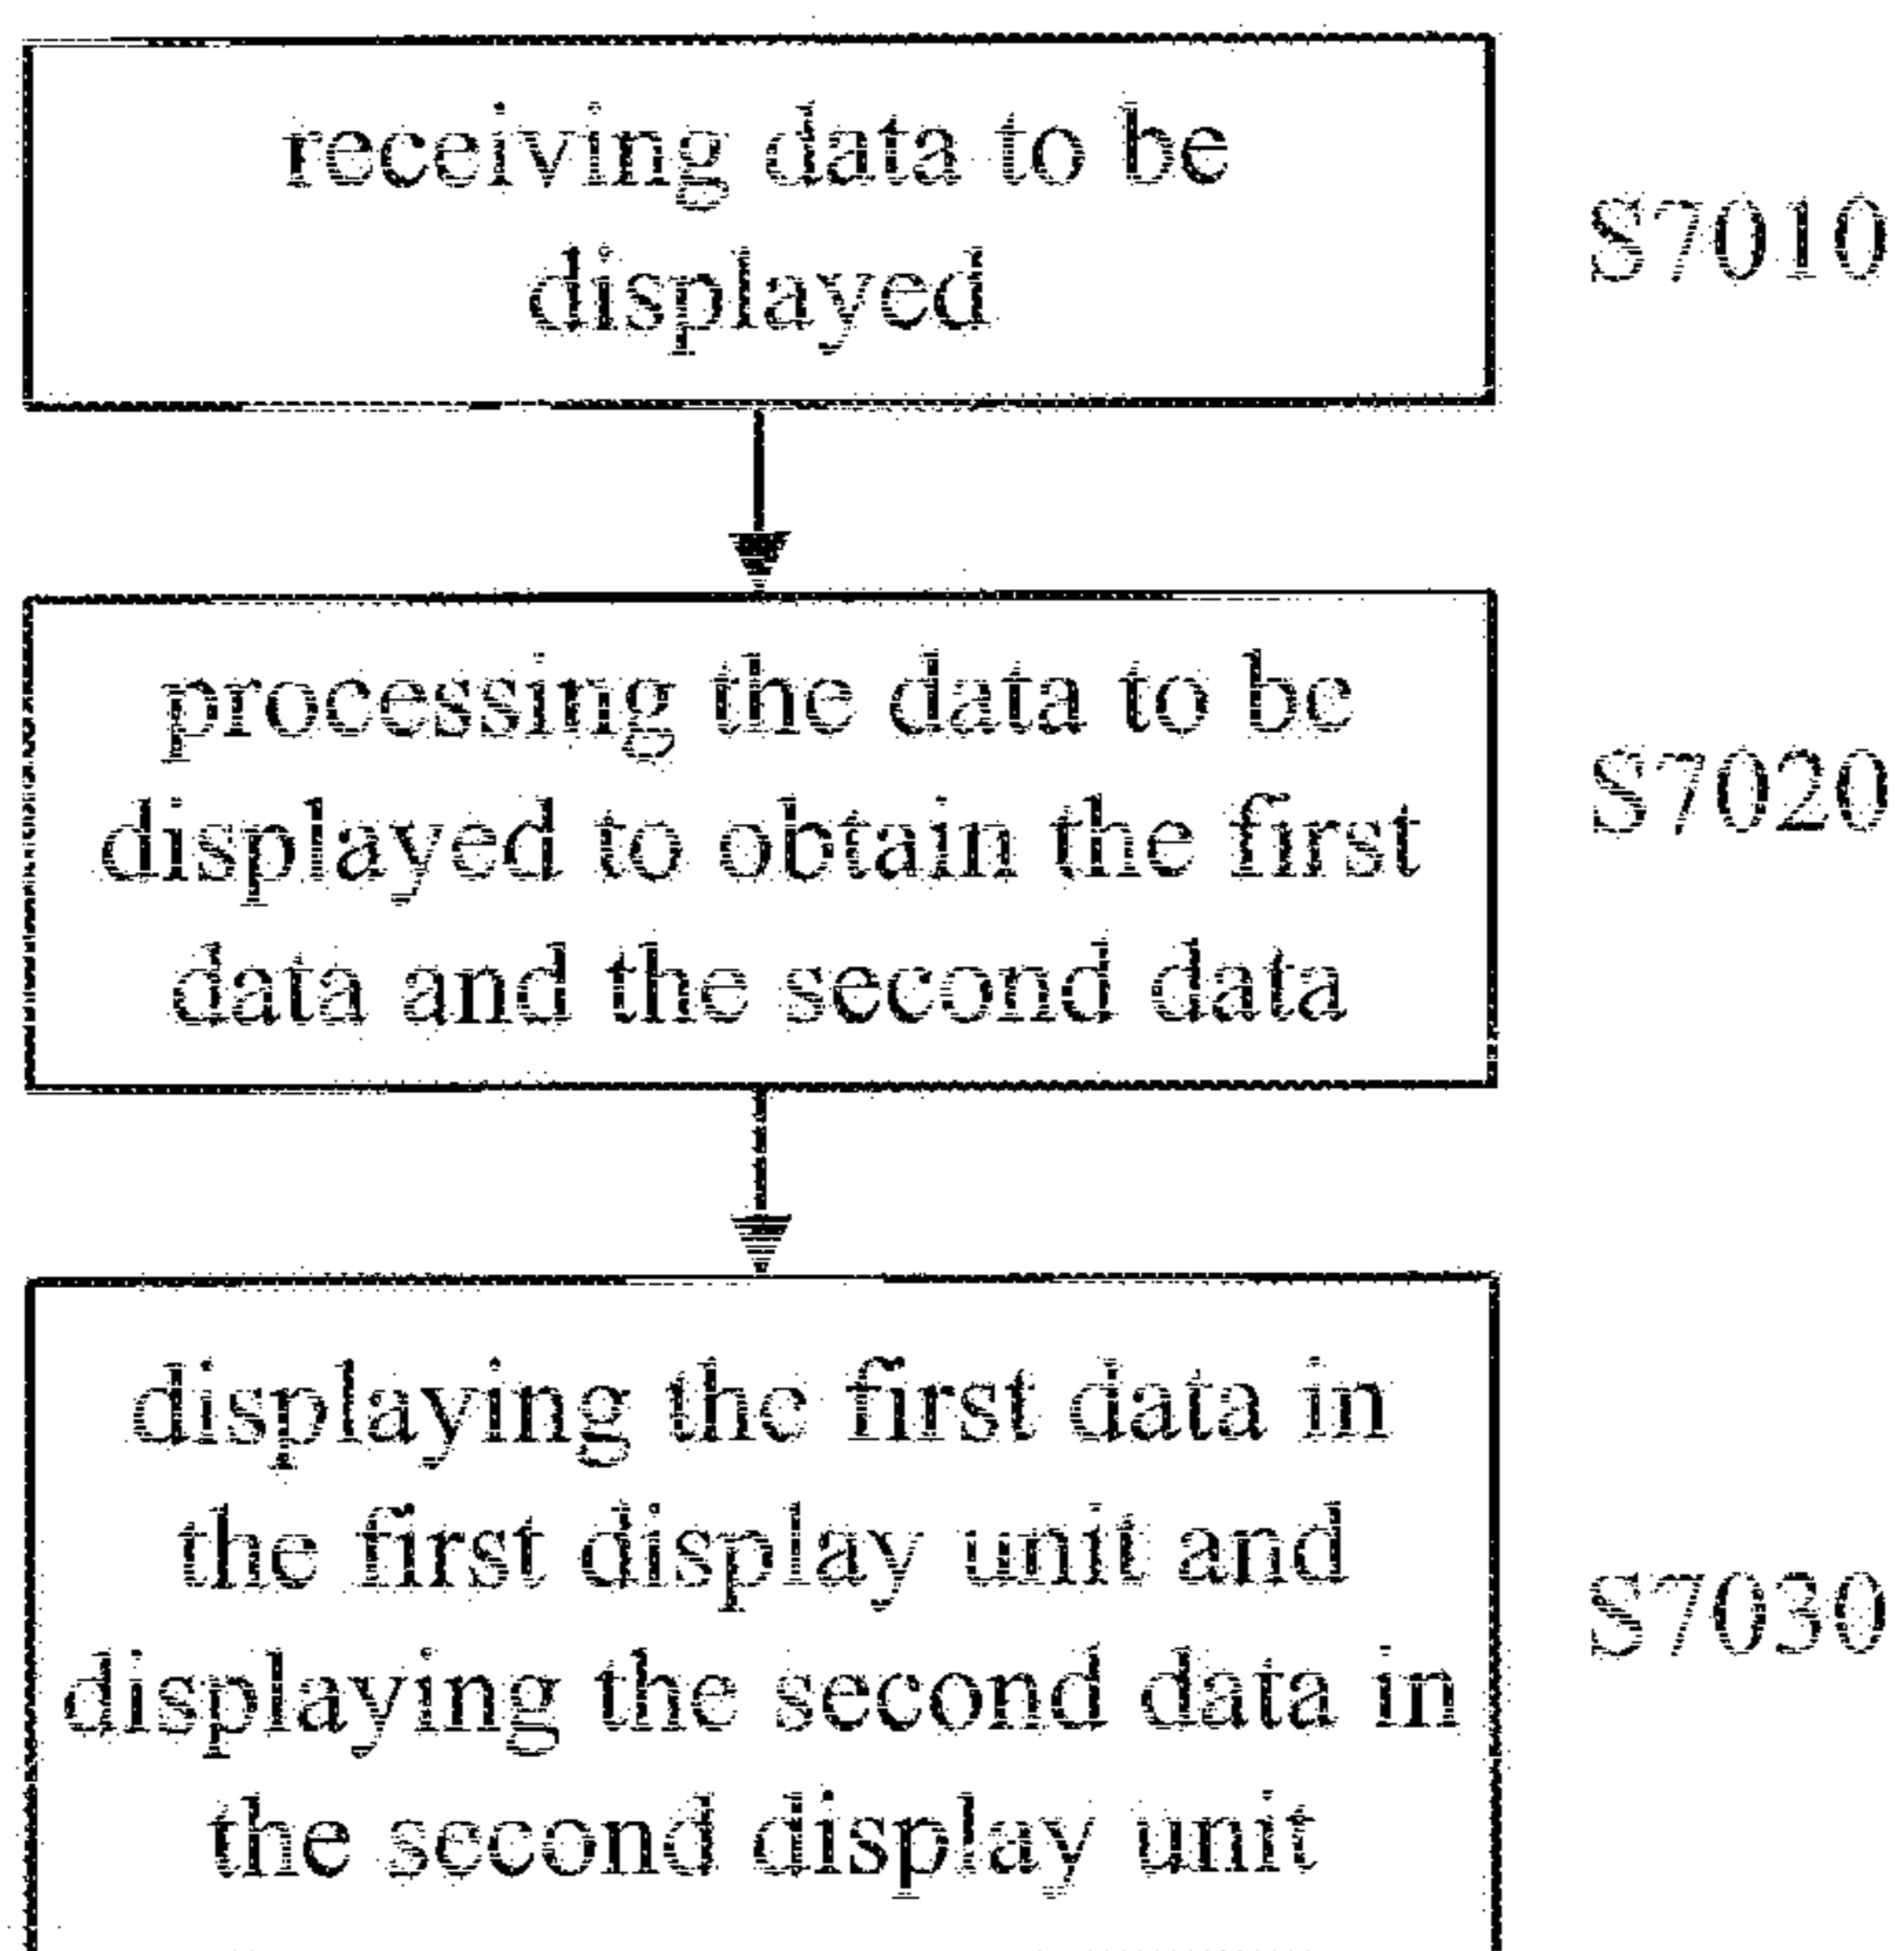 receiving data to be
displayed
S7010
processing the data to be
displayed to obtain the first
data and the second data
S7020
displaying the first data in
the first display unit and
displaying the second data in
the second display unit
S7030